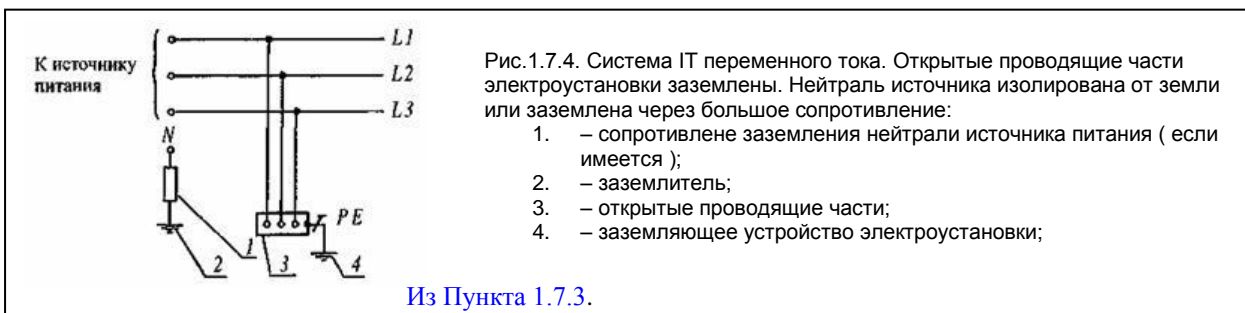 К источнику
питания
L1
L2
L3
N
PE
1
2
3
4
Рис.1.7.4. Система IT переменного тока. Открытые проводящие части
электроустановки заземлены. Нейтраль источника изолирована от земли
или заземлена через большое сопротивление:
1. – сопротивлене заземления нейтрали источника питания ( если
имеется );
2. – заземлитель;
3. – открытые проводящие части;
4. – заземляющее устройство электроустановки;
Из Пункта 1.7.3.